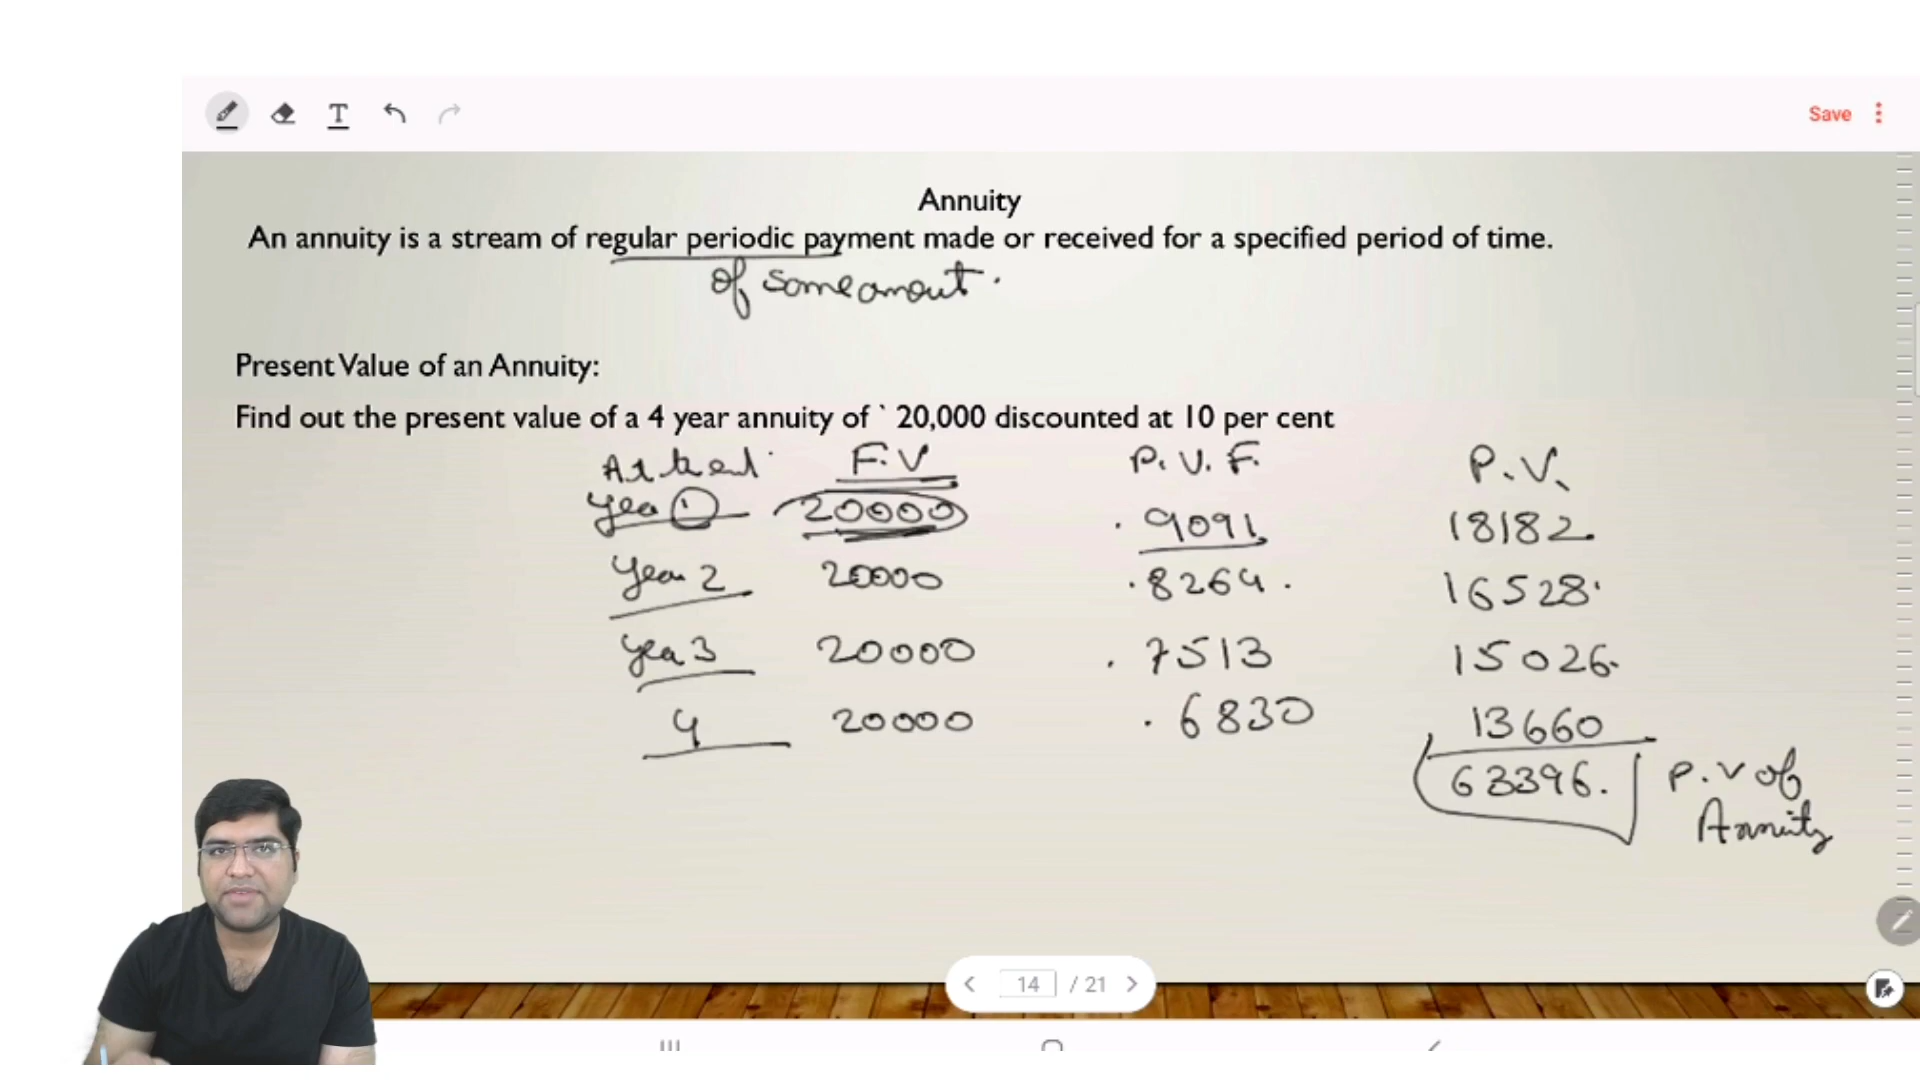 T
Save
Annuity
An annuity is a stream of regular periodic payment made or received for a specified period of time.
of same amout.
Present Value of an Annuity:
Find out the present value of a 4 year annuity of ` 20,000 discounted at 10 per cent
At the end F.V P.V.F. P.V.
Year 1 20000 .9091 18182
Year 2 20000 .8264 16528
Year 3 20000 .7513 15026
4 20000 .6830 13660
63396 P.V of
Annuity
14 / 21